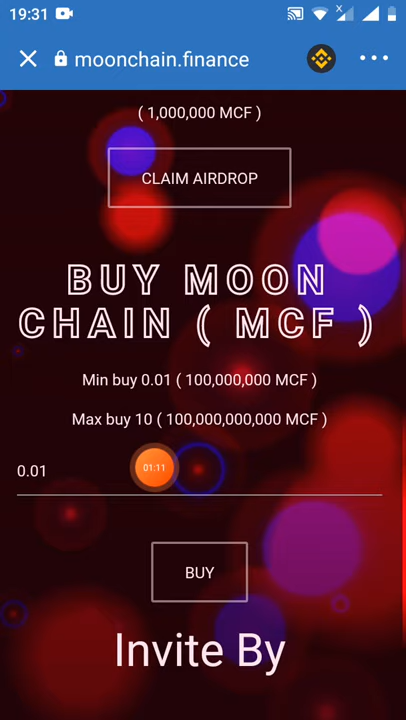 19:31
moonchain.finance
( 1,000,000 MCF )
CLAIM AIRDROP
BUY MOON
CHAIN ( MCF )
Min buy 0.01 ( 100,000,000 MCF )
Max buy 10 ( 100,000,000,000 MCF )
0.01
01:11
BUY
Invite By